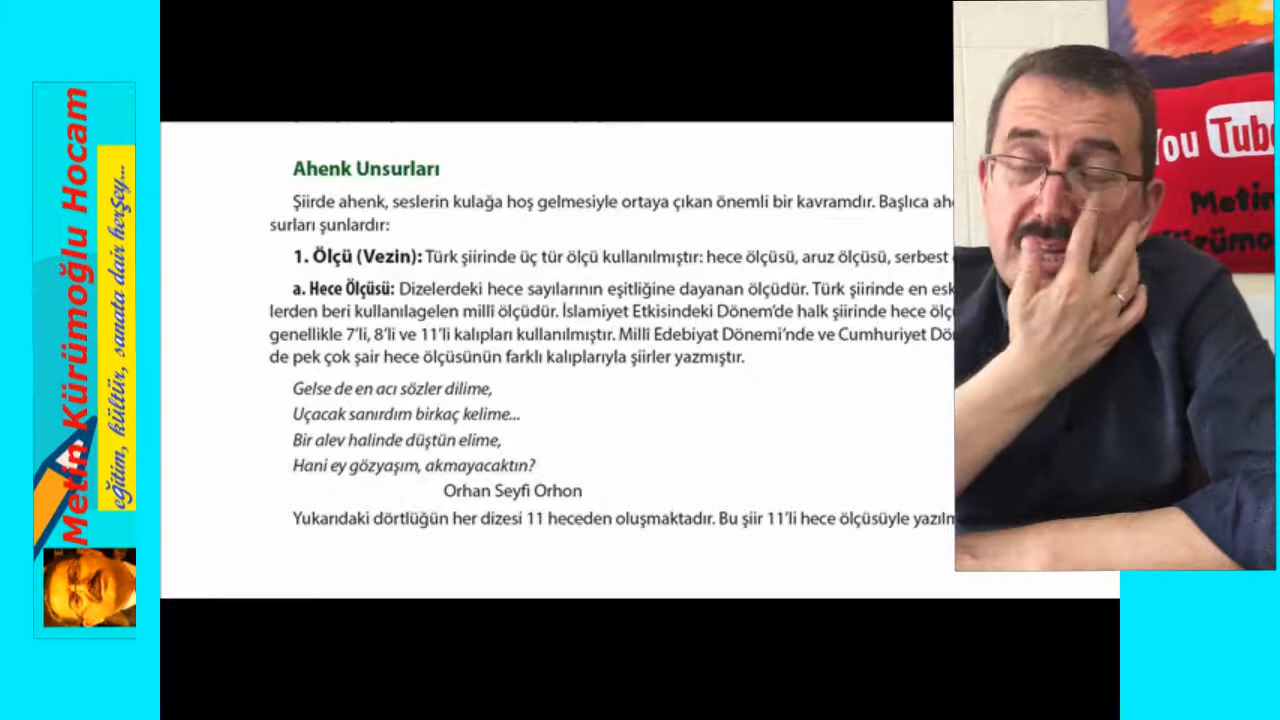 Metin Kürümoğlu Hocam
eğitim, kültür, sanata dair herşey...
Ahenk Unsurları
Şiirde ahenk, seslerin kulağa hoş gelmesiyle ortaya çıkan önemli bir kavramdır. Başlıca
surları şunlardır:
1. Ölçü (Vezin): Türk şiirinde üç tür ölçü kullanılmıştır: hece ölçüsü, aruz ölçüsü, serbest
a. Hece Ölçüsü: Dizelerdeki hece sayılarının eşitliğine dayanan ölçüdür. Türk şiirinde en
lerden beri kullanılagelen millî ölçüdür. İslamiyet Etkisindeki Dönem'de halk şiirinde hece
genellikle 7'li, 8'li ve 11'li kalıpları kullanılmıştır. Millî Edebiyat Dönemi'nde ve Cumhuriyet
de pek çok şair hece ölçüsünün farklı kalıplarıyla şiirler yazmıştır.
Gelse de en acı sözler dilime,
Uçacak sanırdım birkaç kelime...
Bir alev halinde düştün elime,
Hani ey gözyaşım, akmayacaktın?
Orhan Seyfi Orhon
Yukarıdaki dörtlüğün her dizesi 11 heceden oluşmaktadır. Bu şiir 11'li hece ölçüsüyle
You Tube
Metin